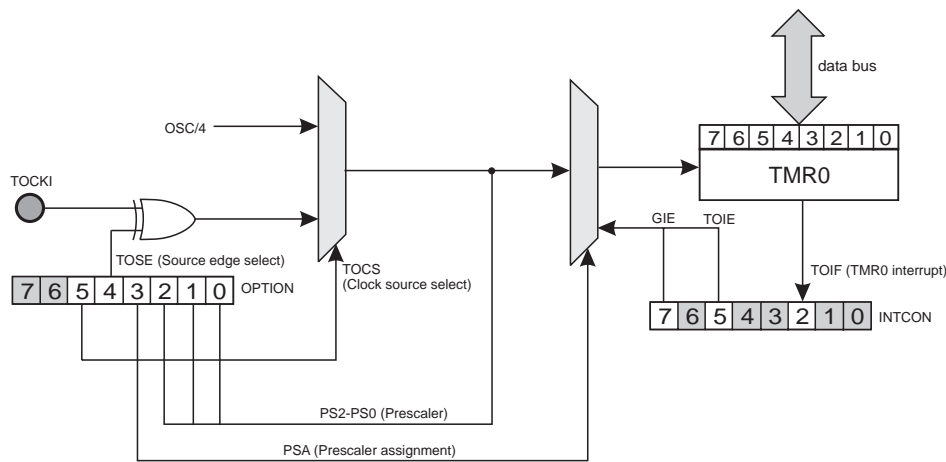 data bus
OSC/4
7 6 5 4 3 2 1 0
TMR0
TOCKI
GIE TOIE
TOSE (Source edge select)
TOCS
(Clock source select)
TOIF (TMR0 interrupt)
7 6 5 4 3 2 1 0 OPTION
7 6 5 4 3 2 1 0 INTCON
PS2-PS0 (Prescaler)
PSA (Prescaler assignment)